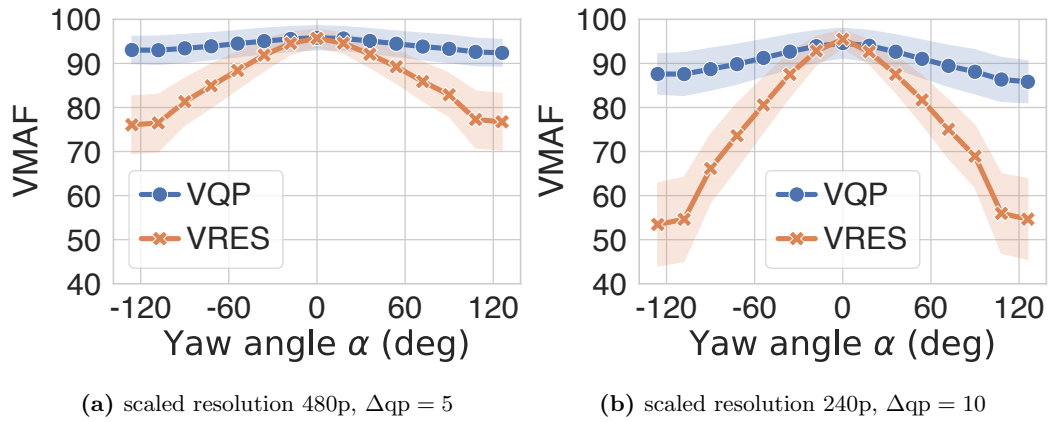 100
90
80
70
60
50
40
VMAF
VQP
VRES
-120 -60 0 60 120
Yaw angle α (deg)
(a) scaled resolution 480p, Δqp = 5
100
90
80
70
60
50
40
VMAF
VQP
VRES
-120 -60 0 60 120
Yaw angle α (deg)
(b) scaled resolution 240p, Δqp = 10